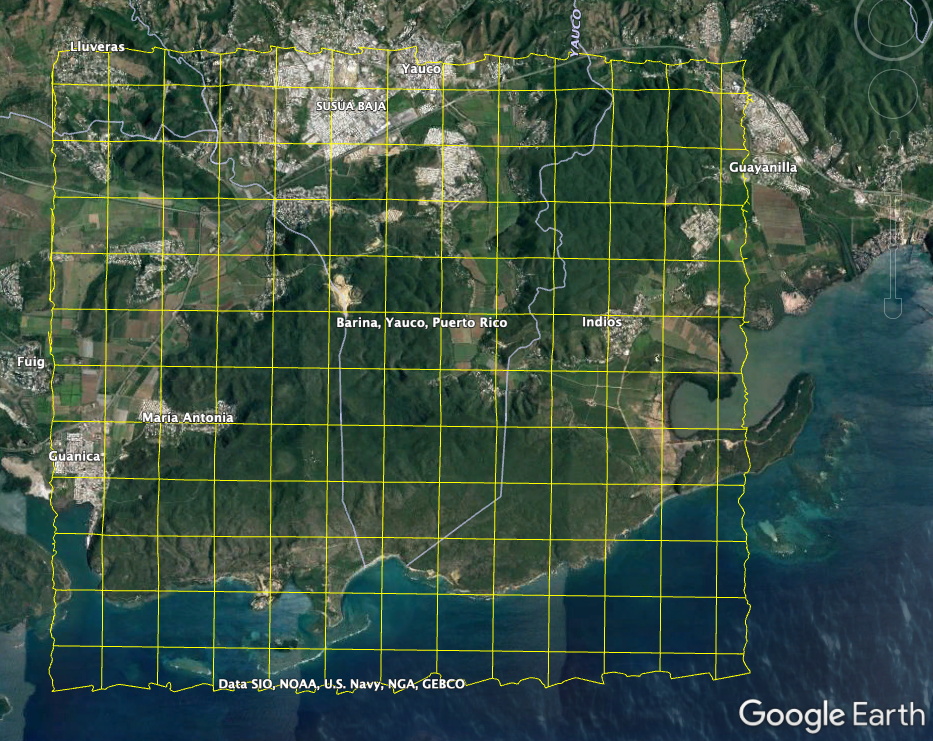 YAUCO
Lluveras
Yauco
SUSUA BAJA
Guayanilla
Barina, Yauco, Puerto Rico
Indios
Fuig
Maria Antonia
Guanica
Data SIO, NOAA, U.S. Navy, NGA, GEBCO
Google Earth